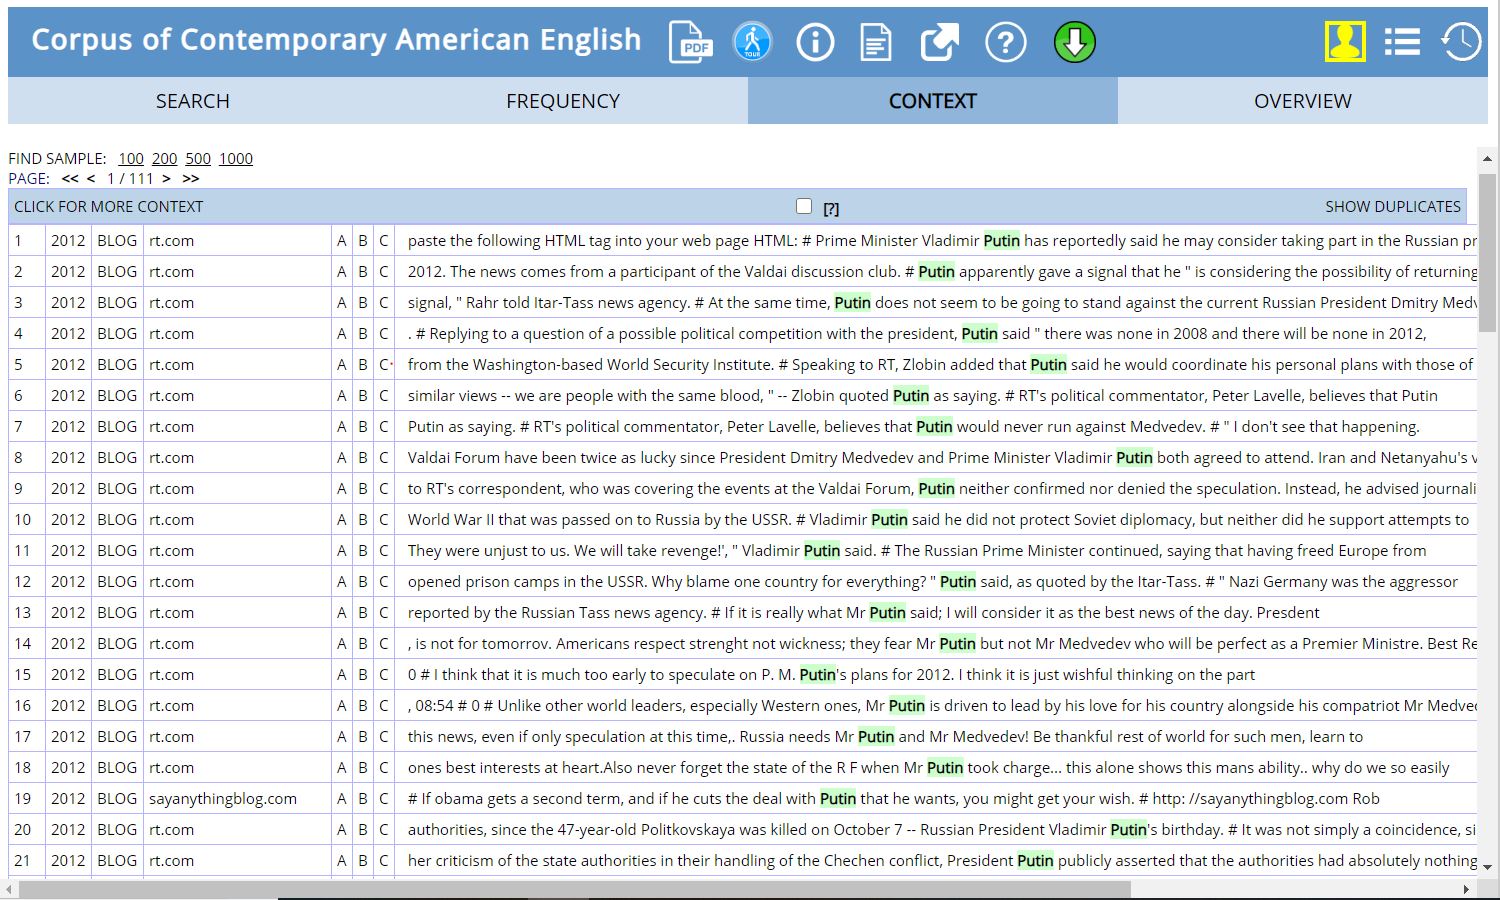 Corpus of Contemporary American English PDF TOUR
SEARCH FREQUENCY CONTEXT OVERVIEW
FIND SAMPLE: 100 200 500 1000
PAGE: << < 1 / 111 > >>
CLICK FOR MORE CONTEXT [?] SHOW DUPLICATES
1 2012 BLOG rt.com A B C paste the following HTML tag into your web page HTML: # Prime Minister Vladimir Putin has reportedly said he may consider taking part in the Russian pr
2 2012 BLOG rt.com A B C 2012. The news comes from a participant of the Valdai discussion club. # Putin apparently gave a signal that he " is considering the possibility of returning
3 2012 BLOG rt.com A B C signal, " Rahr told Itar-Tass news agency. # At the same time, Putin does not seem to be going to stand against the current Russian President Dmitry Medv
4 2012 BLOG rt.com A B C . # Replying to a question of a possible political competition with the president, Putin said " there was none in 2008 and there will be none in 2012,
5 2012 BLOG rt.com A B C from the Washington-based World Security Institute. # Speaking to RT, Zlobin added that Putin said he would coordinate his personal plans with those of
6 2012 BLOG rt.com A B C similar views -- we are people with the same blood, " -- Zlobin quoted Putin as saying. # RT's political commentator, Peter Lavelle, believes that Putin
7 2012 BLOG rt.com A B C Putin as saying. # RT's political commentator, Peter Lavelle, believes that Putin would never run against Medvedev. # " I don't see that happening.
8 2012 BLOG rt.com A B C Valdai Forum have been twice as lucky since President Dmitry Medvedev and Prime Minister Vladimir Putin both agreed to attend. Iran and Netanyahu's v
9 2012 BLOG rt.com A B C to RT's correspondent, who was covering the events at the Valdai Forum, Putin neither confirmed nor denied the speculation. Instead, he advised journali
10 2012 BLOG rt.com A B C World War II that was passed on to Russia by the USSR. # Vladimir Putin said he did not protect Soviet diplomacy, but neither did he support attempts to
11 2012 BLOG rt.com A B C They were unjust to us. We will take revenge!', " Vladimir Putin said. # The Russian Prime Minister continued, saying that having freed Europe from
12 2012 BLOG rt.com A B C opened prison camps in the USSR. Why blame one country for everything? " Putin said, as quoted by the Itar-Tass. # " Nazi Germany was the aggressor
13 2012 BLOG rt.com A B C reported by the Russian Tass news agency. # If it is really what Mr Putin said; I will consider it as the best news of the day. Presdent
14 2012 BLOG rt.com A B C , is not for tomorrov. Americans respect strenght not wickness; they fear Mr Putin but not Mr Medvedev who will be perfect as a Premier Ministre. Best Re
15 2012 BLOG rt.com A B C 0 # I think that it is much too early to speculate on P. M. Putin's plans for 2012. I think it is just wishful thinking on the part
16 2012 BLOG rt.com A B C , 08:54 # 0 # Unlike other world leaders, especially Western ones, Mr Putin is driven to lead by his love for his country alongside his compatriot Mr Medvec
17 2012 BLOG rt.com A B C this news, even if only speculation at this time,. Russia needs Mr Putin and Mr Medvedev! Be thankful rest of world for such men, learn to
18 2012 BLOG rt.com A B C ones best interests at heart.Also never forget the state of the R F when Mr Putin took charge... this alone shows this mans ability.. why do we so easily
19 2012 BLOG sayanythingblog.com A B C # If obama gets a second term, and if he cuts the deal with Putin that he wants, you might get your wish. # http: //sayanythingblog.com Rob
20 2012 BLOG rt.com A B C authorities, since the 47-year-old Politkovskaya was killed on October 7 -- Russian President Vladimir Putin's birthday. # It was not simply a coincidence, si
21 2012 BLOG rt.com A B C her criticism of the state authorities in their handling of the Chechen conflict, President Putin publicly asserted that the authorities had absolutely nothing